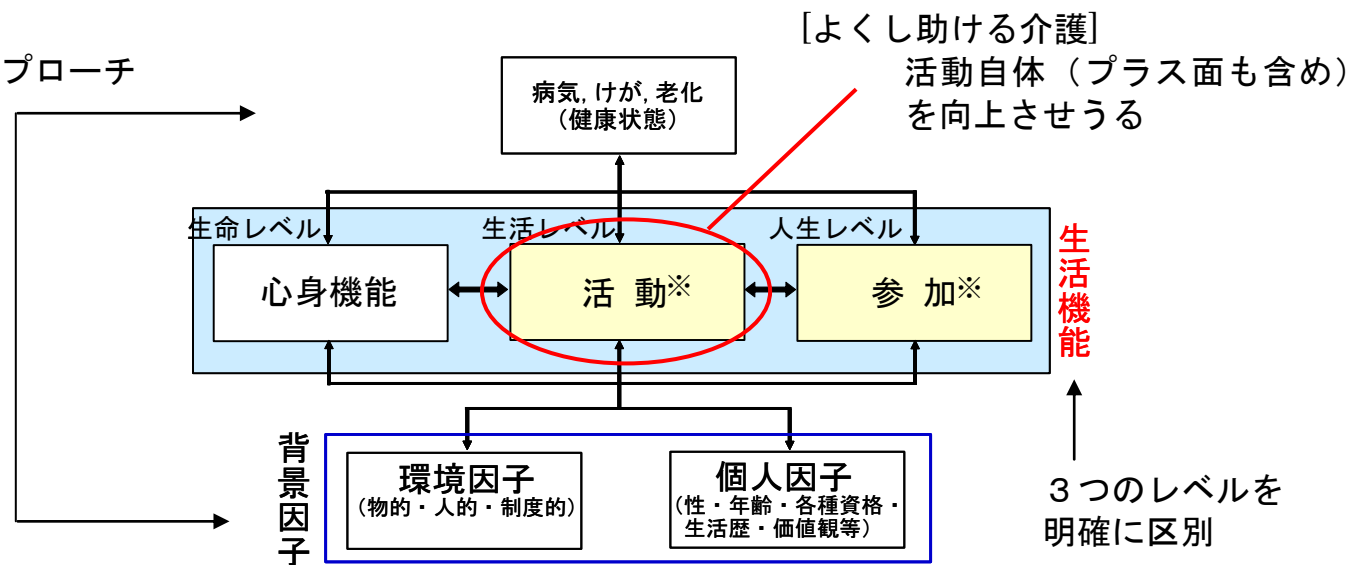 [よくし助ける介護]
活動自体（プラス面も含め）
を向上させうる
プローチ
病気, けが, 老化
（健康状態）
生命レベル
生活レベル
人生レベル
心身機能
活 動※
参 加※
生活機能
背景因子
環境因子
（物的・人的・制度的）
個人因子
（性・年齢・各種資格・
生活歴・価値観等）
３つのレベルを
明確に区別